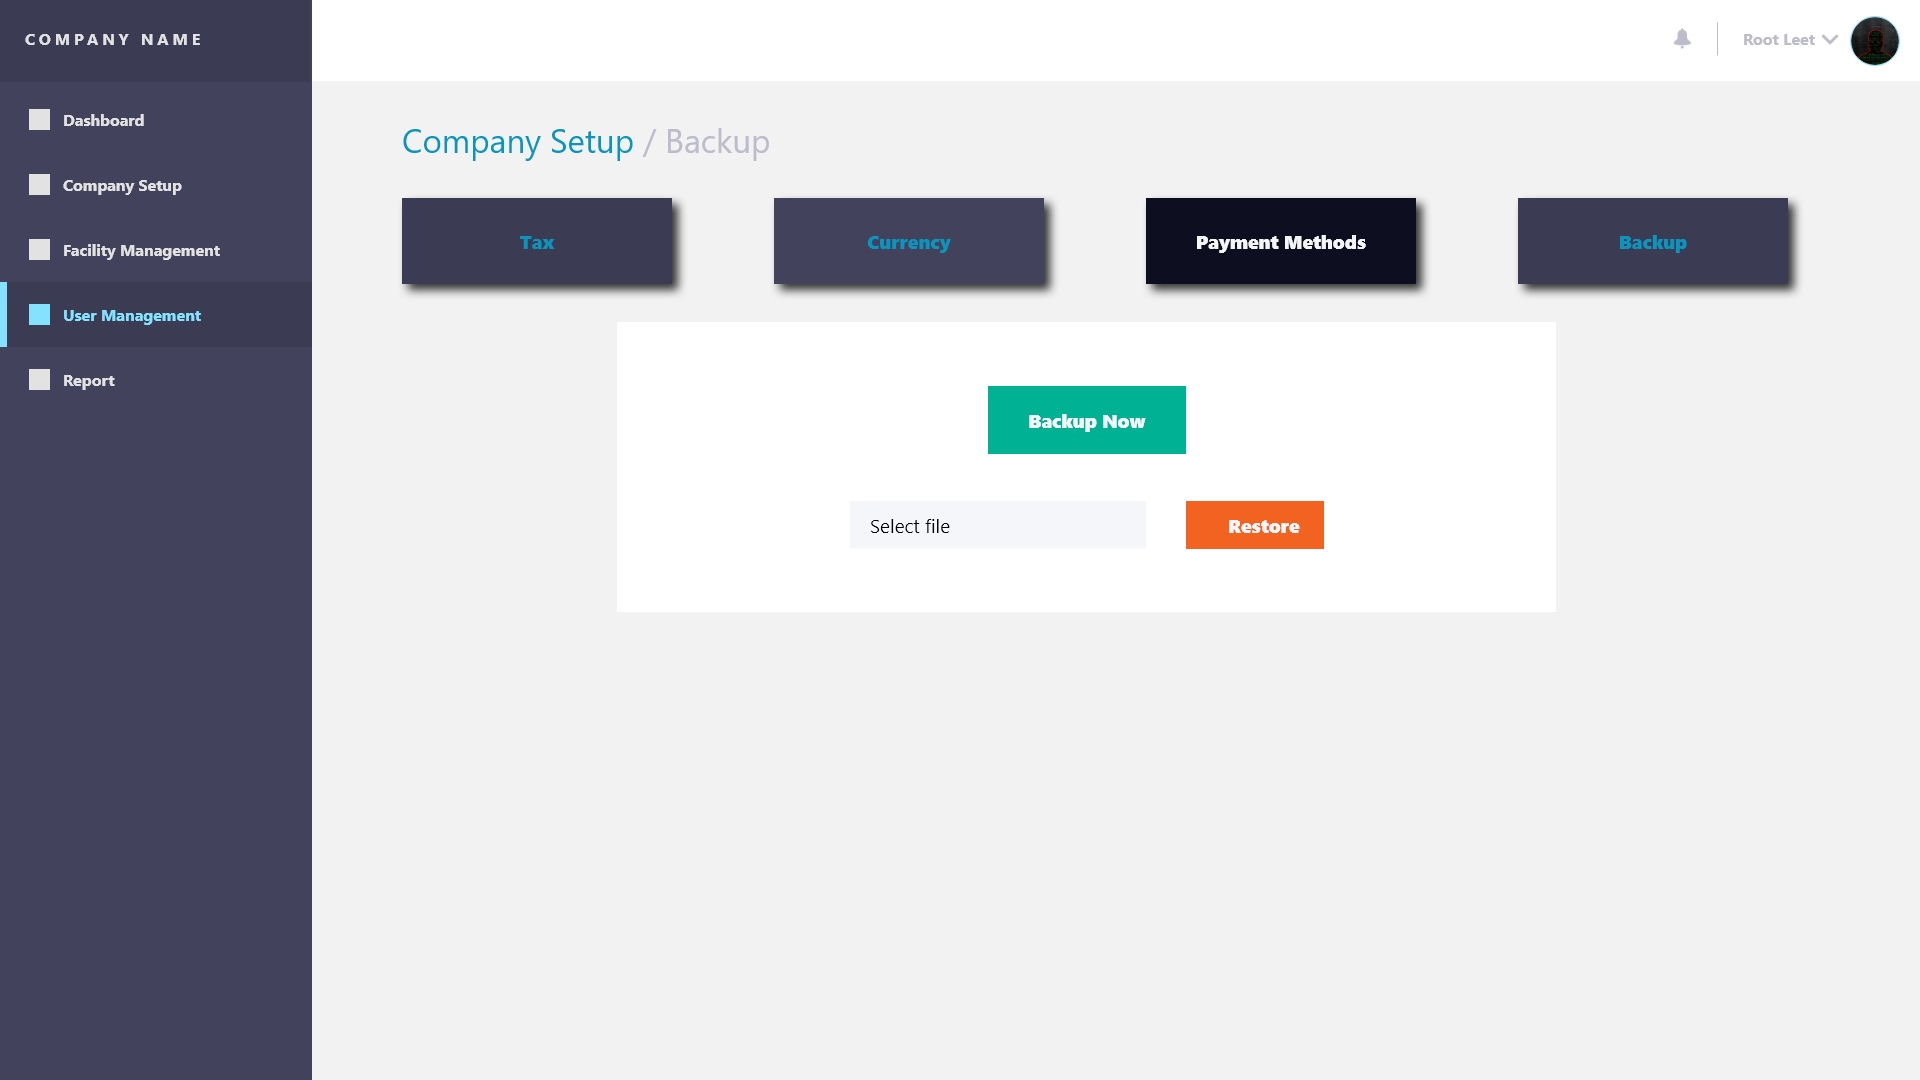 COMPANY NAME
Root Leet
Dashboard
Company Setup
Facility Management
User Management
Report
Company Setup / Backup
Tax
Currency
Payment Methods
Backup
Backup Now
Select file
Restore